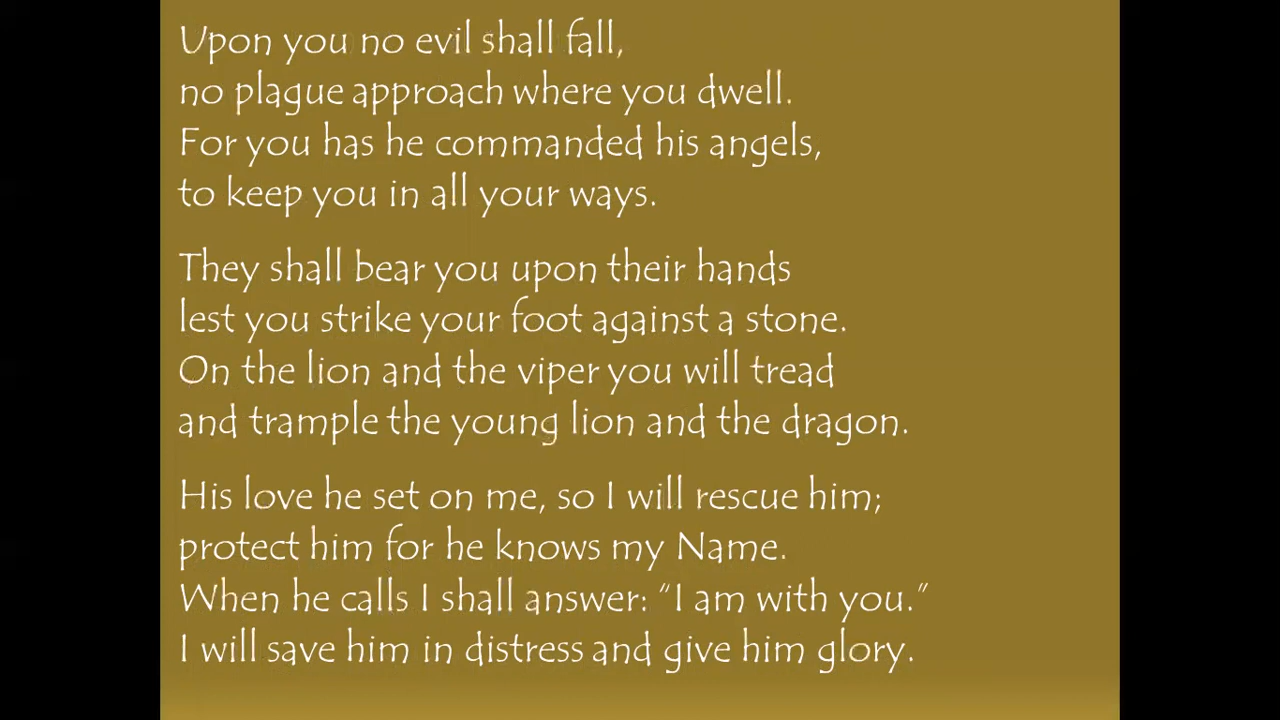 Upon you no evil shall fall,
no plague approach where you dwell.
For you has he commanded his angels,
to keep you in all your ways.
They shall bear you upon their hands
lest you strike your foot against a stone.
On the lion and the viper you will tread
and trample the young lion and the dragon.
His love he set on me, so I will rescue him;
protect him for he knows my Name.
When he calls I shall answer: “I am with you.”
I will save him in distress and give him glory.